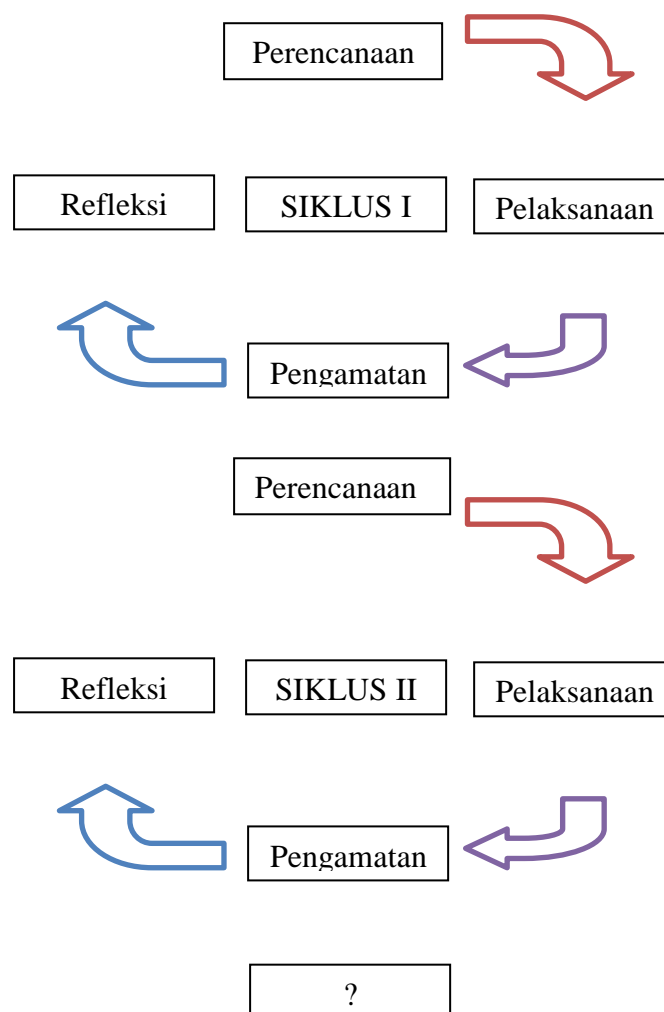 Perencanaan
Refleksi
SIKLUS I
Pelaksanaan
Pengamatan
Perencanaan
Refleksi
SIKLUS II
Pelaksanaan
Pengamatan
?